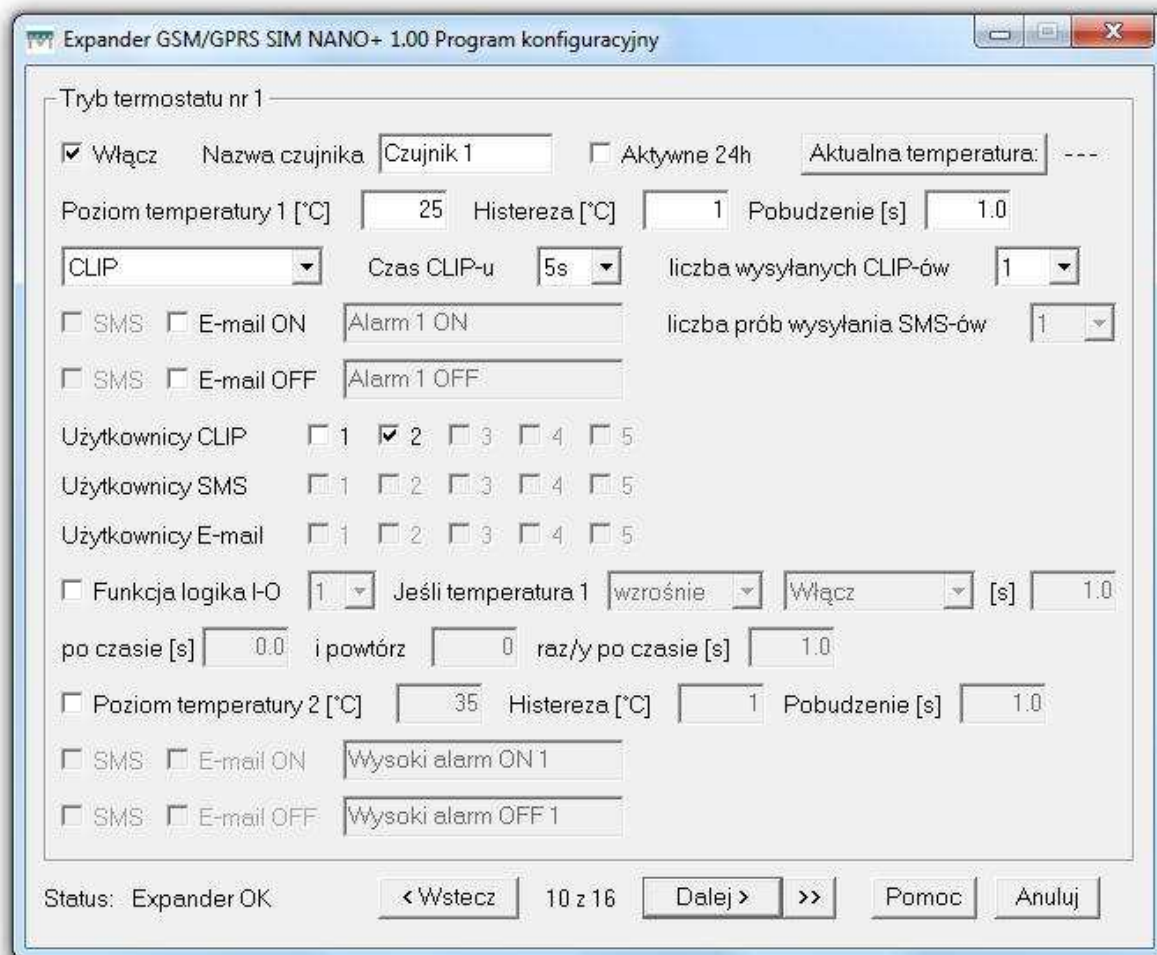 Expander GSM/GPRS SIM NANO+ 1.00 Program konfiguracyjny
Tryb termostatu nr 1
Włącz Nazwa czujnika Czujnik 1 Aktywne 24h Aktualna temperatura: ---
Poziom temperatury 1 [°C] 25 Histereza [°C] 1 Pobudzenie [s] 1.0
CLIP Czas CLIP-u 5s liczba wysyłanych CLIP-ów 1
SMS E-mail ON Alarm 1 ON liczba prób wysyłania SMS-ów 1
SMS E-mail OFF Alarm 1 OFF
Użytkownicy CLIP 1 2 3 4 5
Użytkownicy SMS 1 2 3 4 5
Użytkownicy E-mail 1 2 3 4 5
Funkcja logika I-O 1 Jeśli temperatura 1 wzrośnie Włącz [s] 1.0
po czasie [s] 0.0 i powtórz 0 raz/y po czasie [s] 1.0
Poziom temperatury 2 [°C] 35 Histereza [°C] 1 Pobudzenie [s] 1.0
SMS E-mail ON Wysoki alarm ON 1
SMS E-mail OFF Wysoki alarm OFF 1
Status: Expander OK < Wstecz 10 z 16 Dalej > >> Pomoc Anuluj